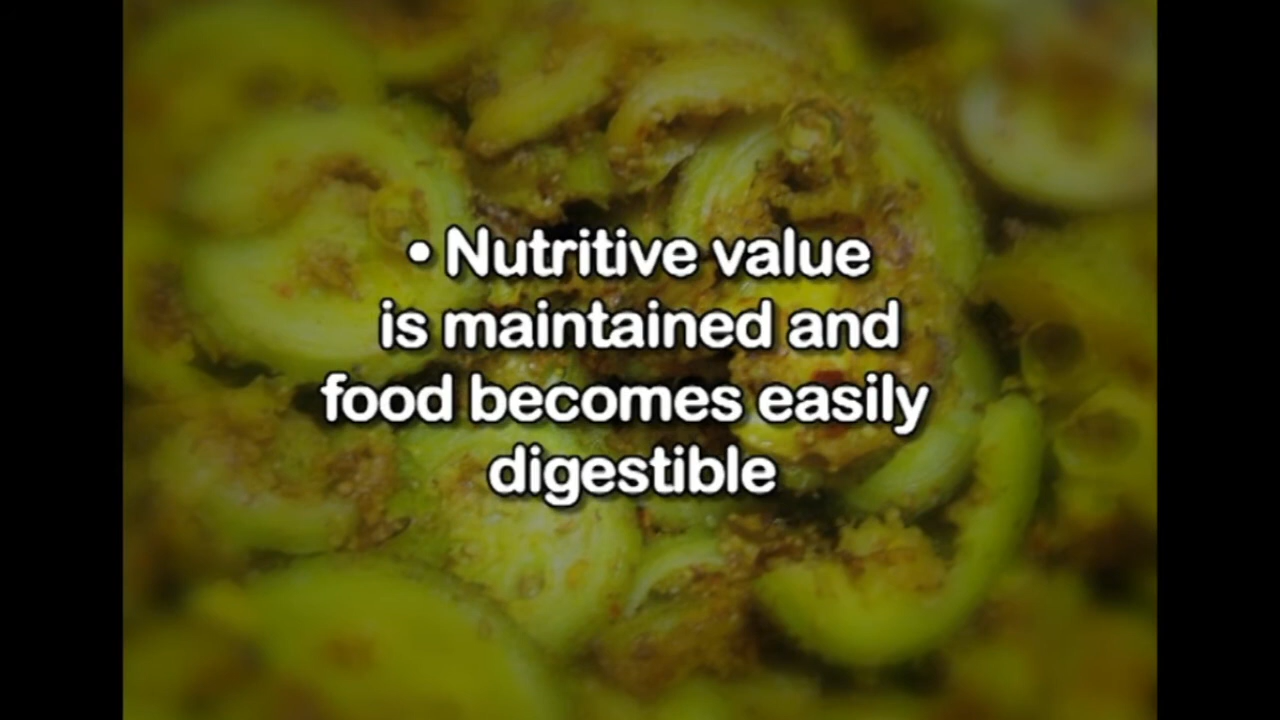 • Nutritive value
is maintained and
food becomes easily
digestible